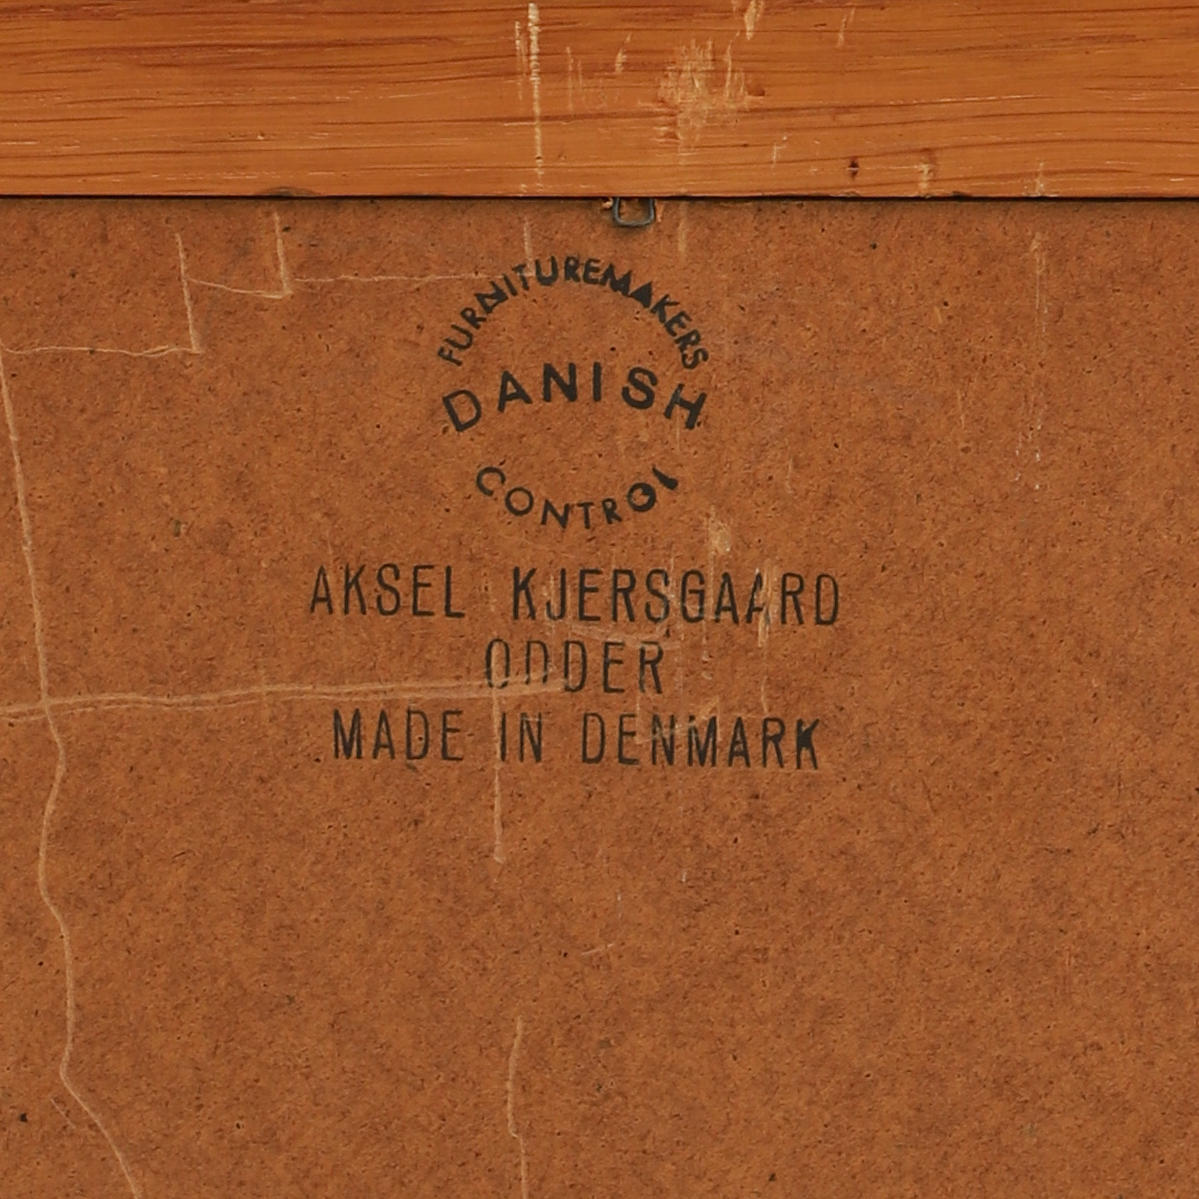 FURNITUREMAKERS
DANISH
CONTROL
AKSEL KJERSGAARD
ODDER
MADE IN DENMARK